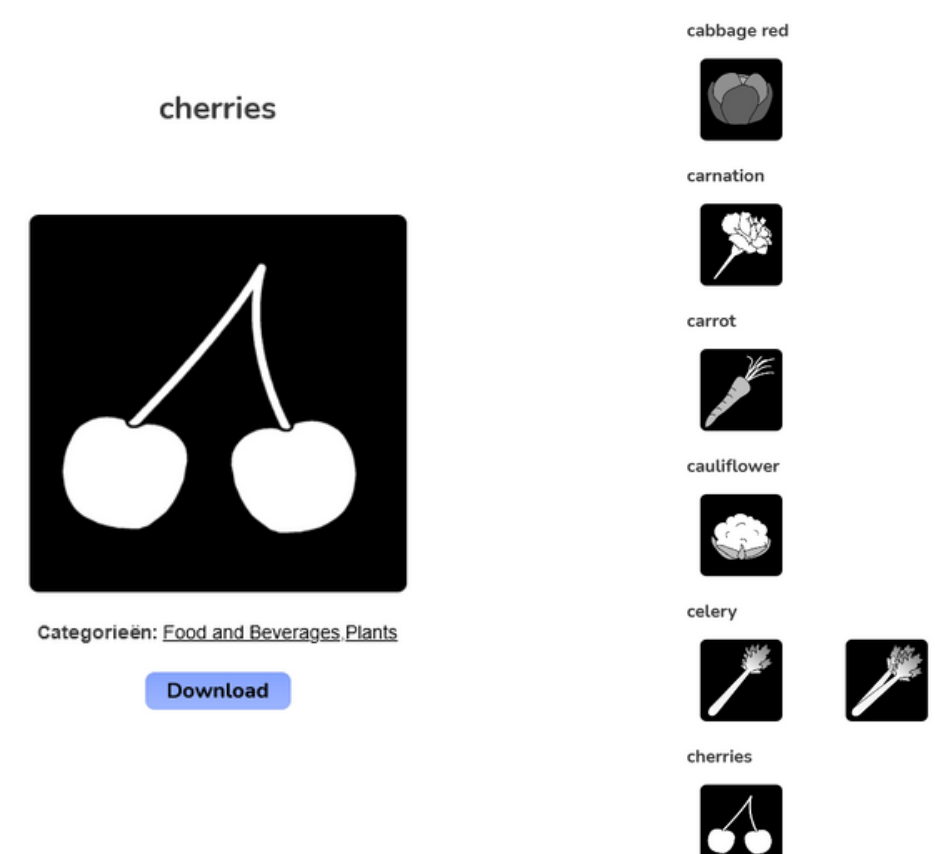 cherries
Categorieën: Food and Beverages,Plants
Download
cabbage red
carnation
carrot
cauliflower
celery
cherries